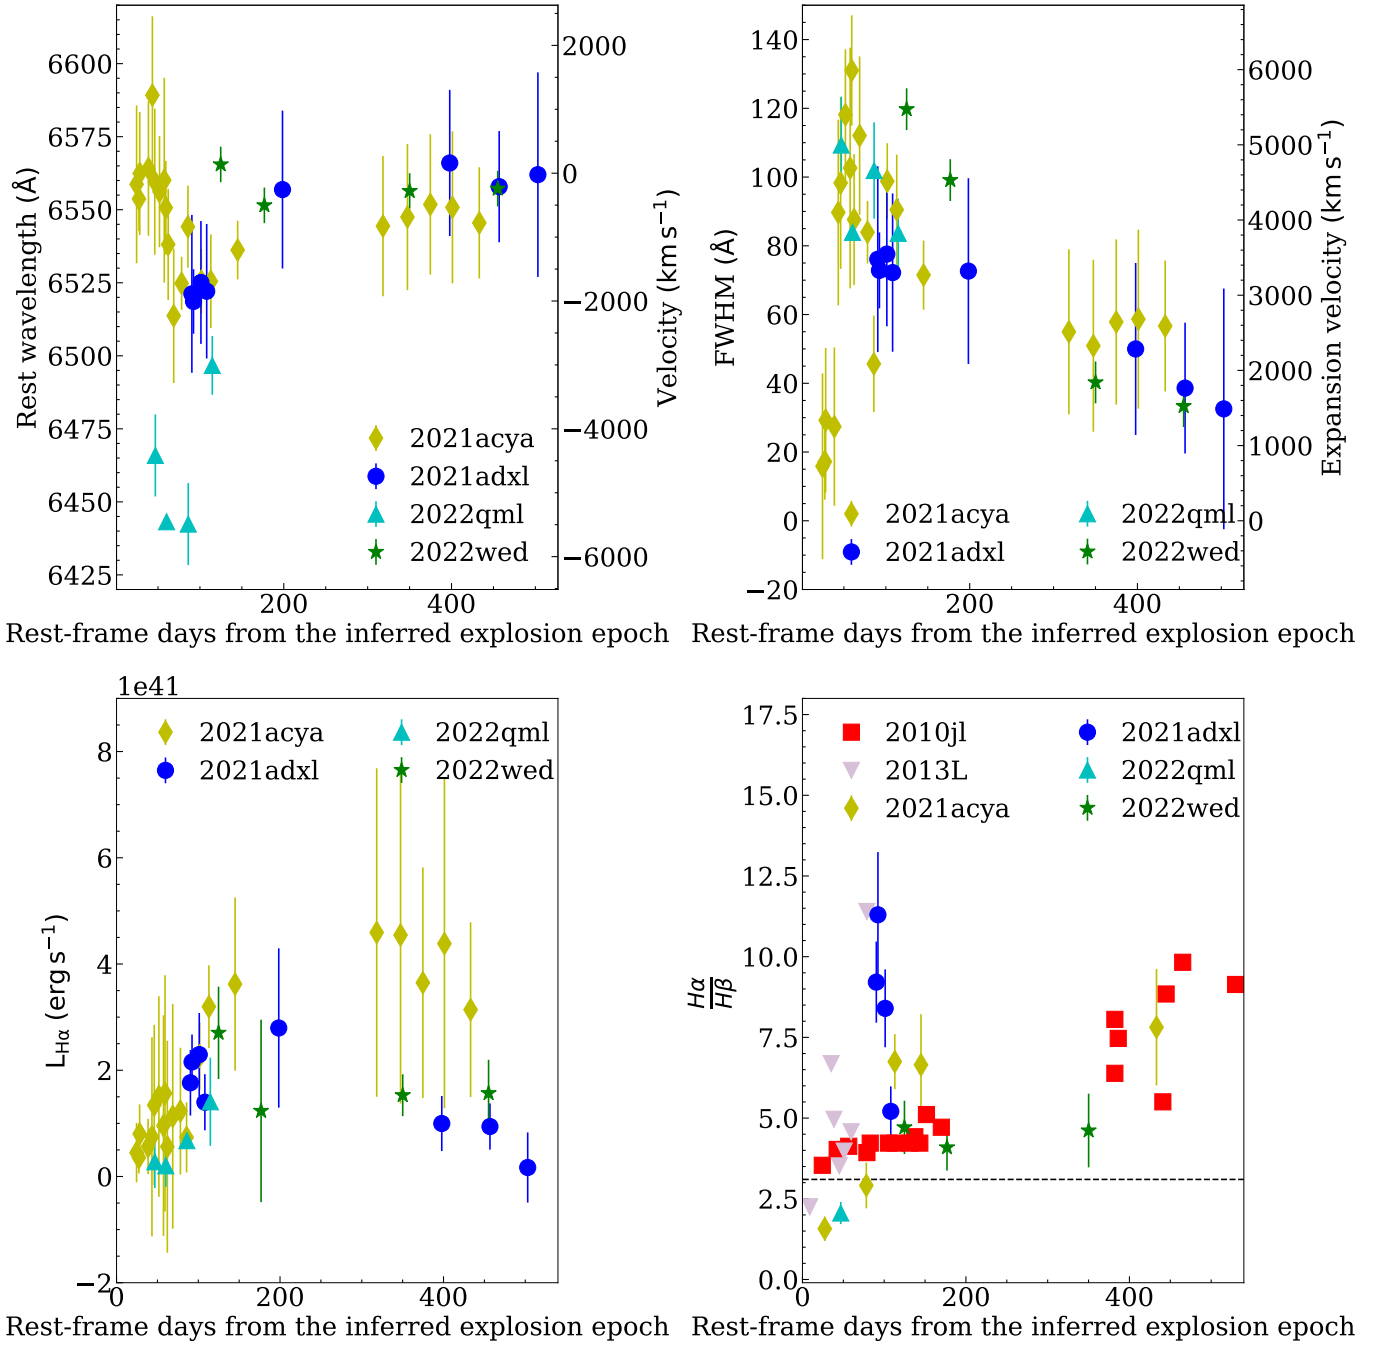 6600
6575
6550
6525
6500
6475
6450
6425
Rest wavelength (Å)
2000
0
−2000
−4000
−6000
Velocity (km s⁻¹)
2021acya
2021adxl
2022qml
2022wed
200 400
Rest-frame days from the inferred explosion epoch
140
120
100
80
60
40
20
0
−20
FWHM (Å)
6000
5000
4000
3000
2000
1000
0
Expansion velocity (km s⁻¹)
2021acya 2022qml
2021adxl 2022wed
200 400
Rest-frame days from the inferred explosion epoch
1e41
8
6
4
2
0
−2
L_Hα (erg s⁻¹)
2021acya 2022qml
2021adxl 2022wed
0 200 400
Rest-frame days from the inferred explosion epoch
17.5
15.0
12.5
10.0
7.5
5.0
2.5
0.0
Hα
Hβ
2010jl 2021adxl
2013L 2022qml
2021acya 2022wed
0 200 400
Rest-frame days from the inferred explosion epoch